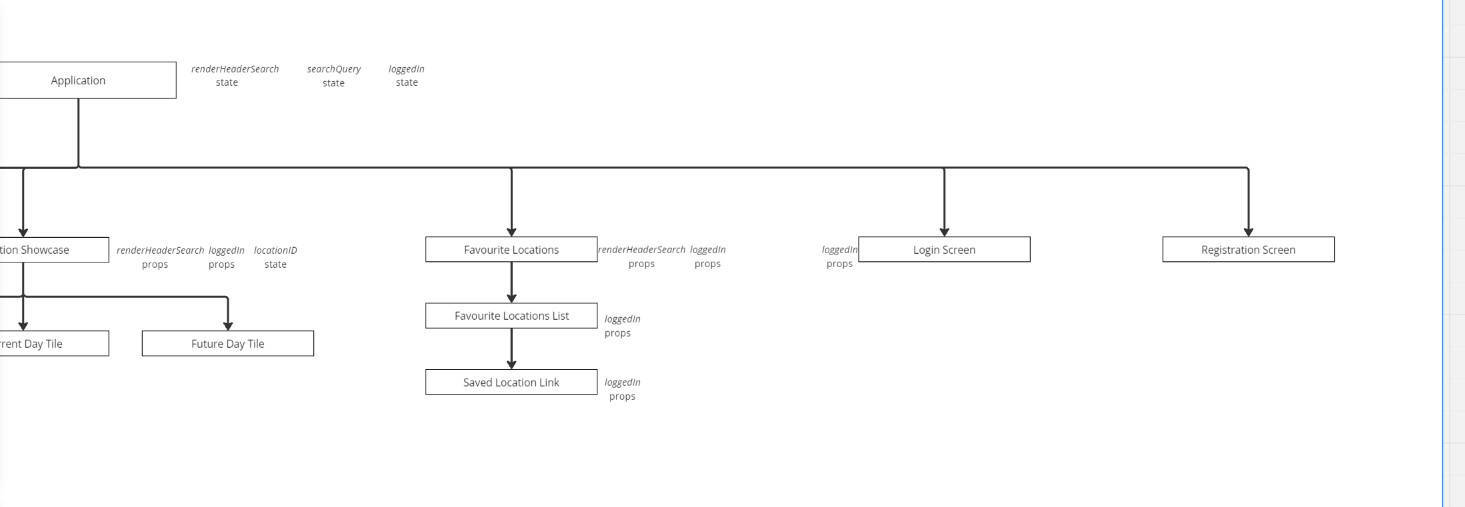 Application
renderHeaderSearch searchQuery loggedIn
state state state
tion Showcase
renderHeaderSearch loggedIn locationID
props props state
Favourite Locations
renderHeaderSearch loggedIn
props props
loggedIn
props
Login Screen
Registration Screen
rrent Day Tile
Future Day Tile
Favourite Locations List
loggedIn
props
Saved Location Link
loggedIn
props